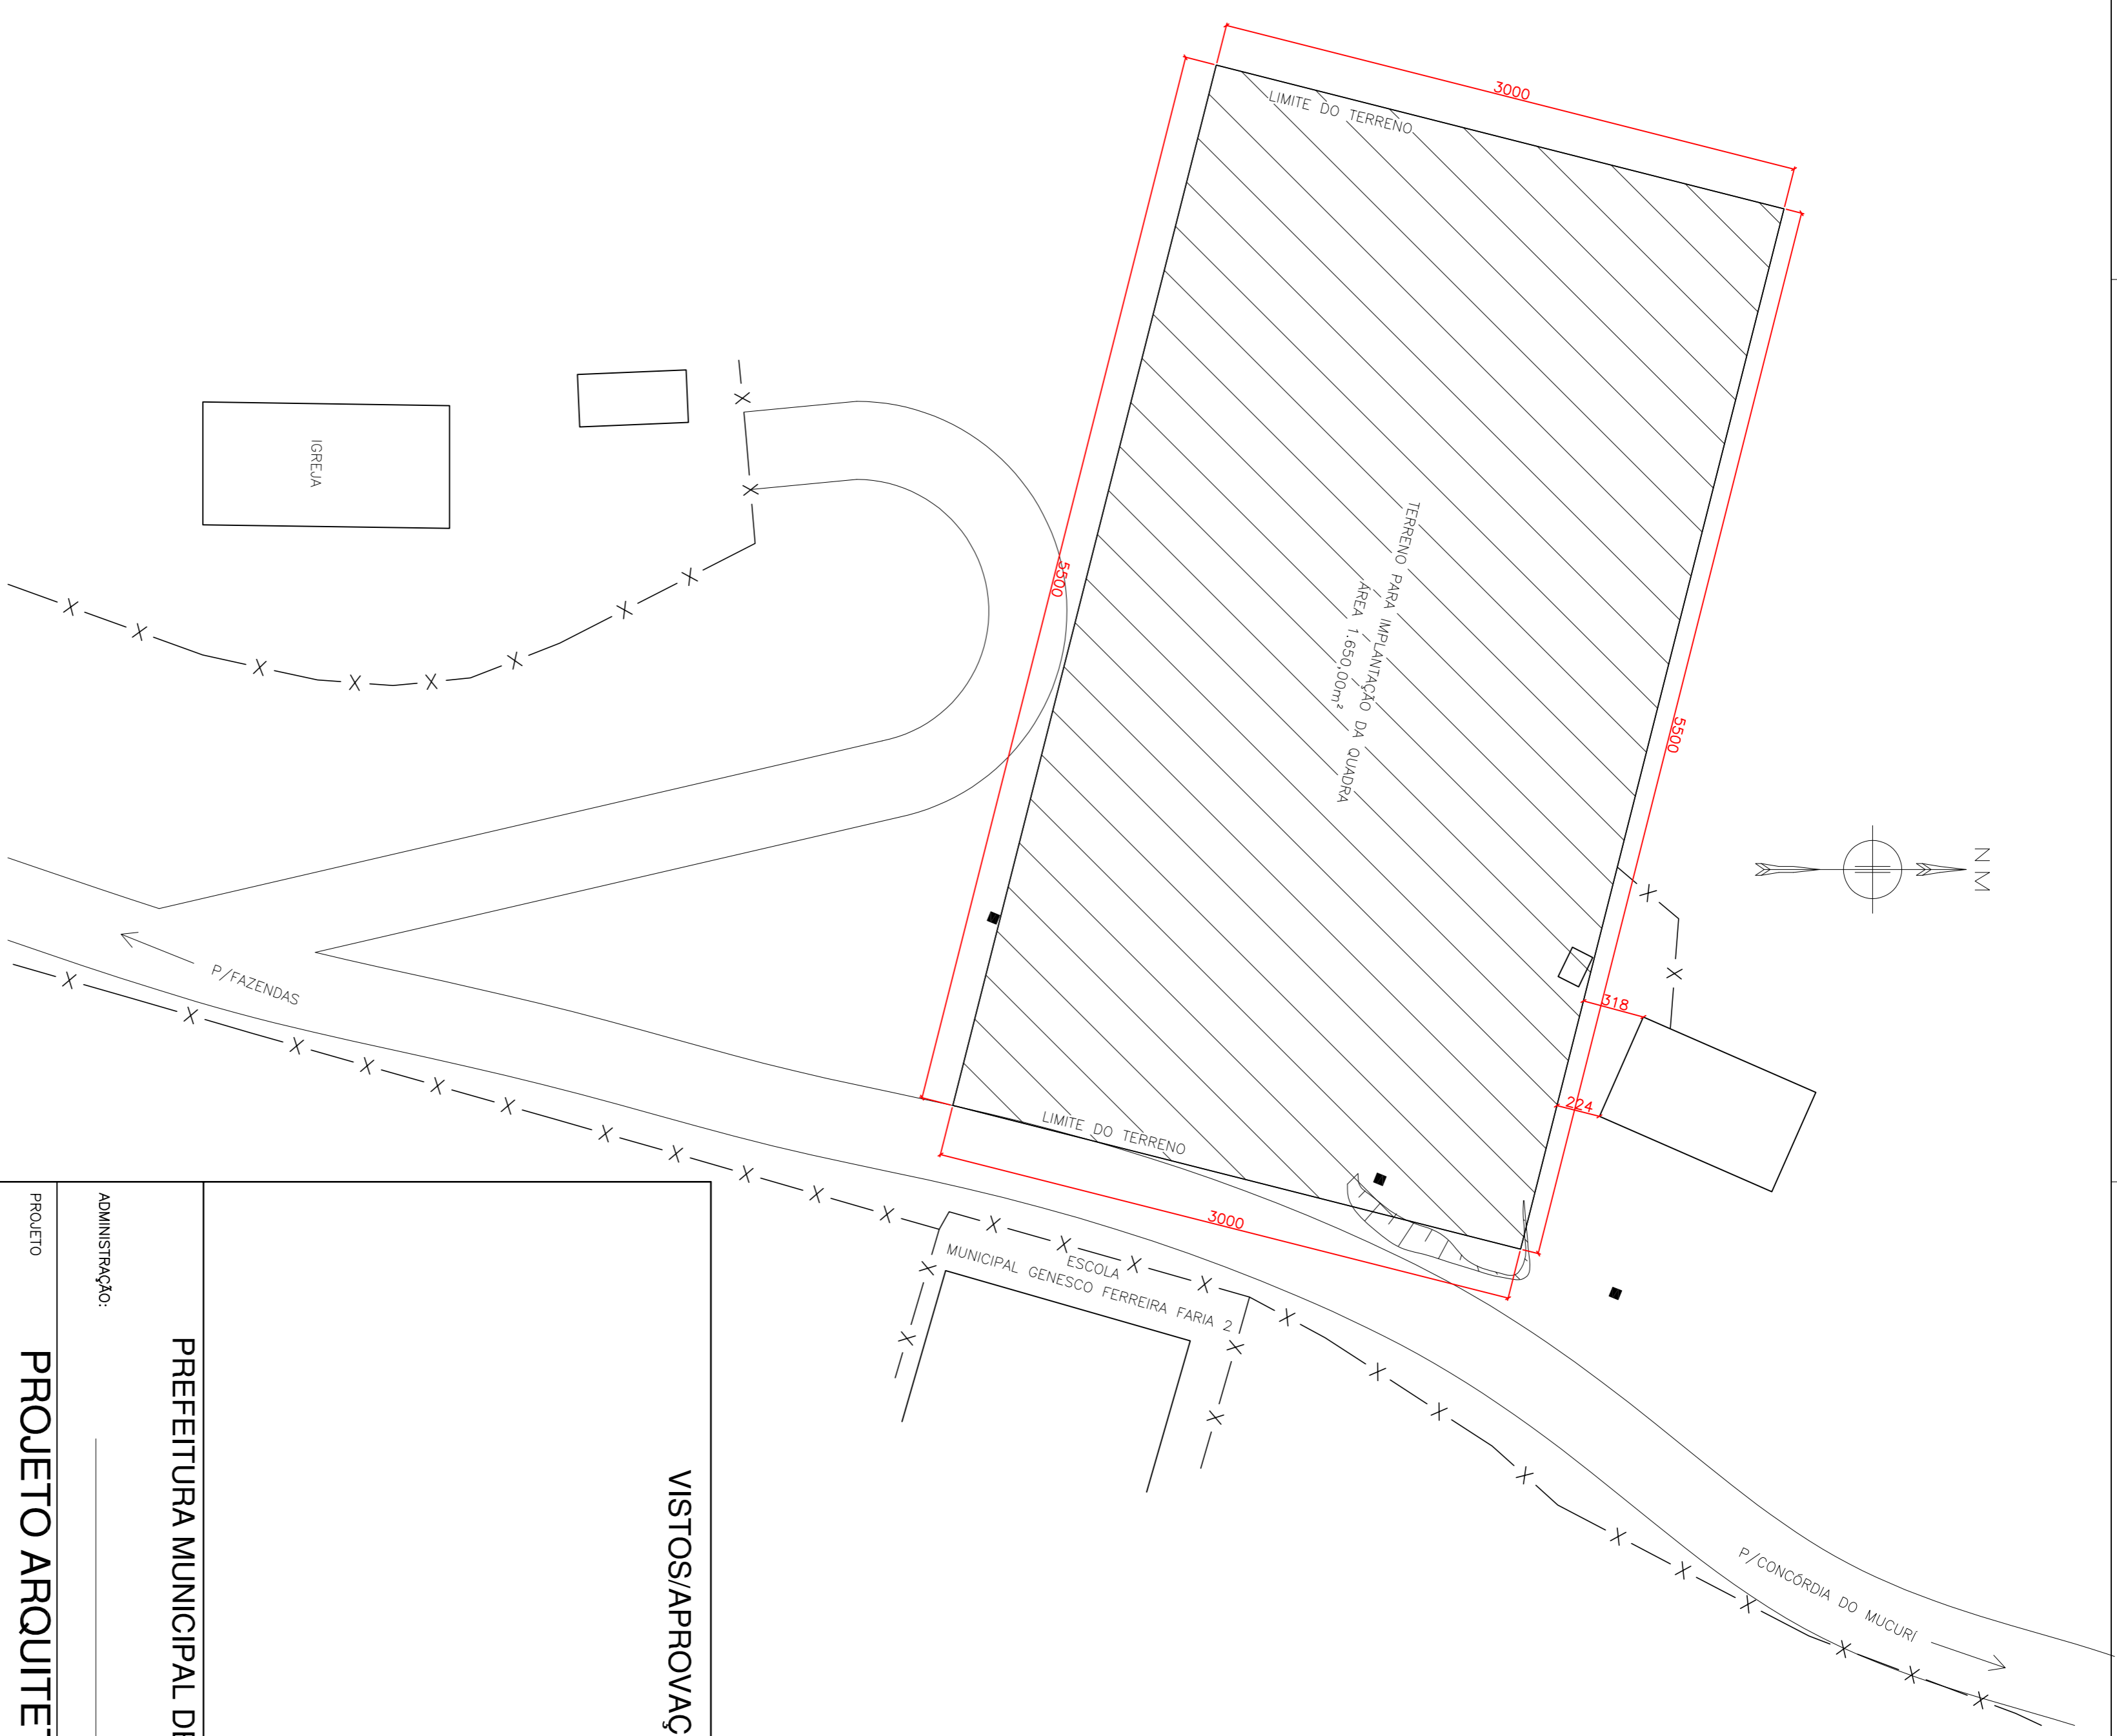 3000
LIMITE DO TERRENO
5500
5500
TERRENO PARA IMPLANTAÇÃO DA QUADRA
ÁREA 1.650,00m²
IGREJA
NM
318
224
P/FAZENDAS
LIMITE DO TERRENO
3000
ESCOLA
MUNICIPAL GENESCO FERREIRA FARIA 2
P/CONCÓRDIA DO MUCURÍ
VISTOS/APROVAÇ
PREFEITURA MUNICIPAL DE
ADMINISTRAÇÃO:
PROJETO
PROJETO ARQUITET